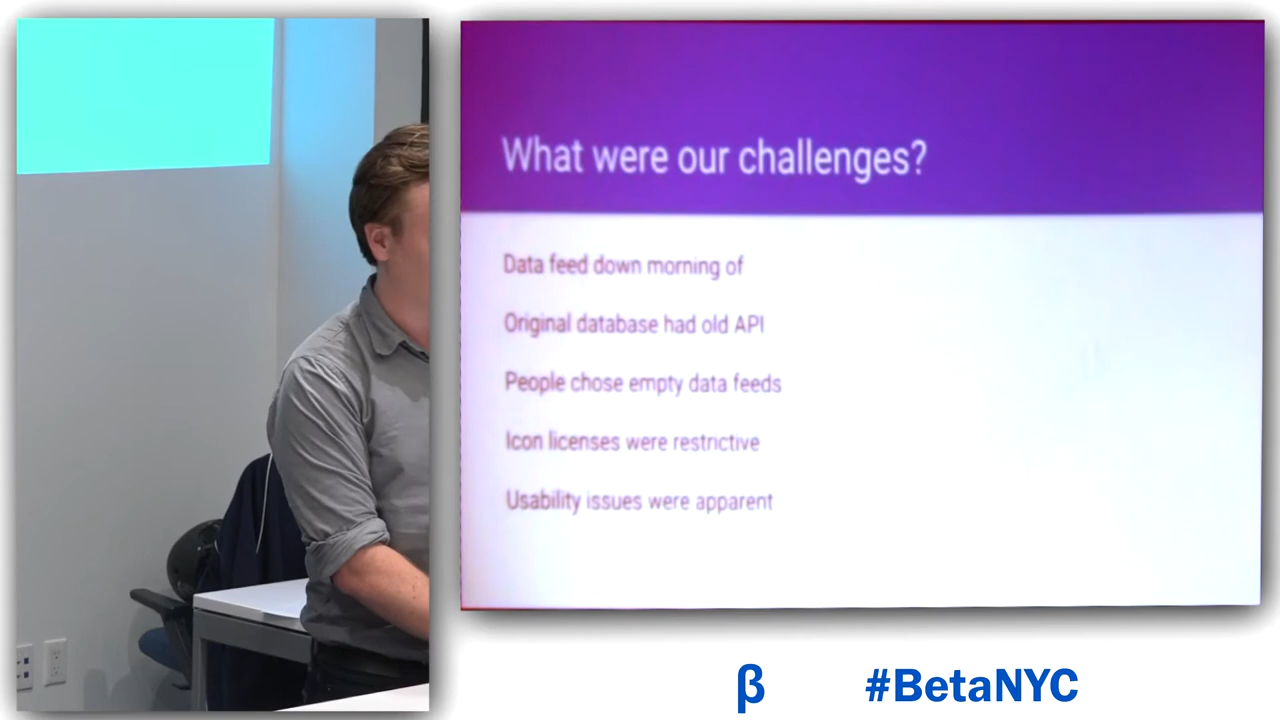 What were our challenges?
Data feed down morning of
Original database had old API
People chose empty data feeds
Icon licenses were restrictive
Usability issues were apparent
β #BetaNYC